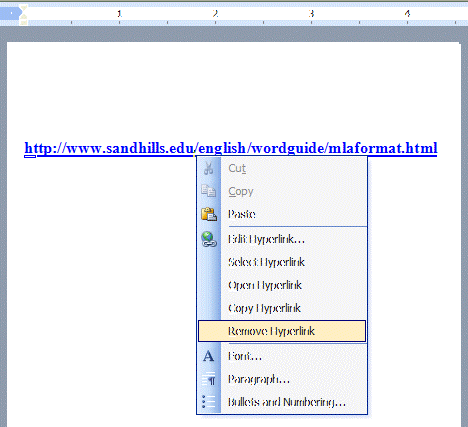 1 2 3 4
http://www.sandhills.edu/english/wordguide/mlaformat.html
Cut
Copy
Paste
Edit Hyperlink...
Select Hyperlink
Open Hyperlink
Copy Hyperlink
Remove Hyperlink
A Font...
Paragraph...
Bullets and Numbering...